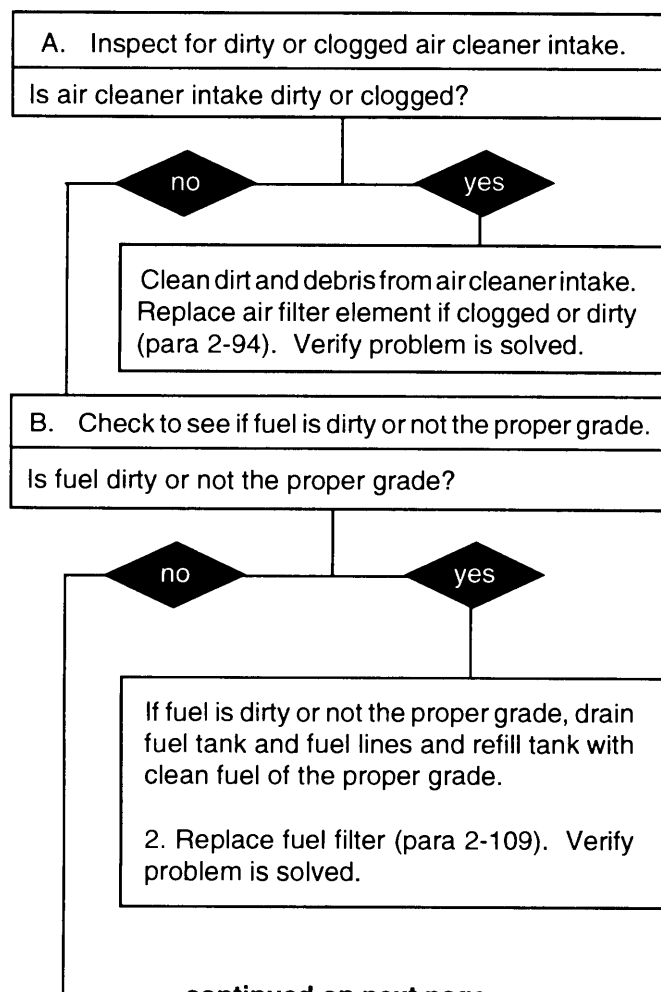 A. Inspect for dirty or clogged air cleaner intake.
Is air cleaner intake dirty or clogged?
no
yes
Clean dirt and debris from air cleaner intake.
Replace air filter element if clogged or dirty
(para 2-94). Verify problem is solved.
B. Check to see if fuel is dirty or not the proper grade.
Is fuel dirty or not the proper grade?
no
yes
If fuel is dirty or not the proper grade, drain
fuel tank and fuel lines and refill tank with
clean fuel of the proper grade.
2. Replace fuel filter (para 2-109). Verify
problem is solved.
continued on next page